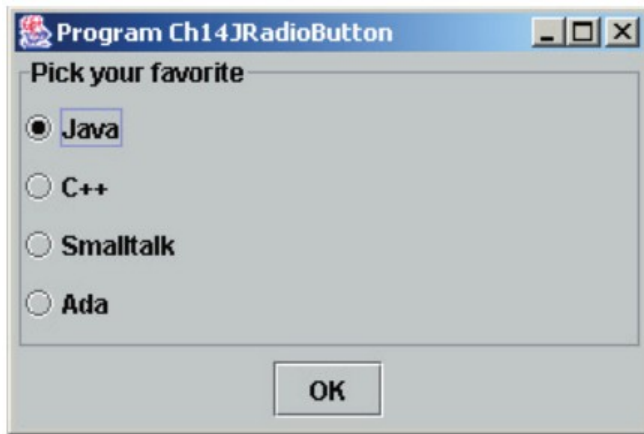 Program Ch14JRadioButton
Pick your favorite
Java
C++
Smalltalk
Ada
OK